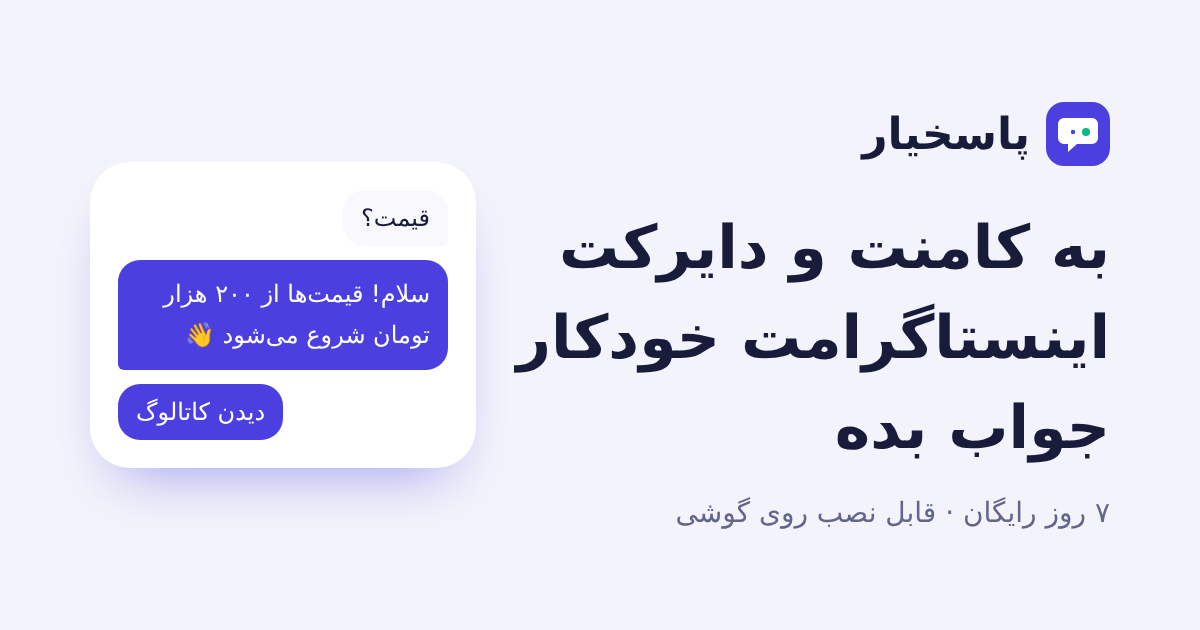 پاسخیار
به کامنت و دایرکت
اینستاگرامت خودکار
جواب بده
۷ روز رایگان · قابل نصب روی گوشی
قیمت؟
سلام! قیمت‌ها از ۲۰۰ هزار
تومان شروع می‌شود 👋
دیدن کاتالوگ